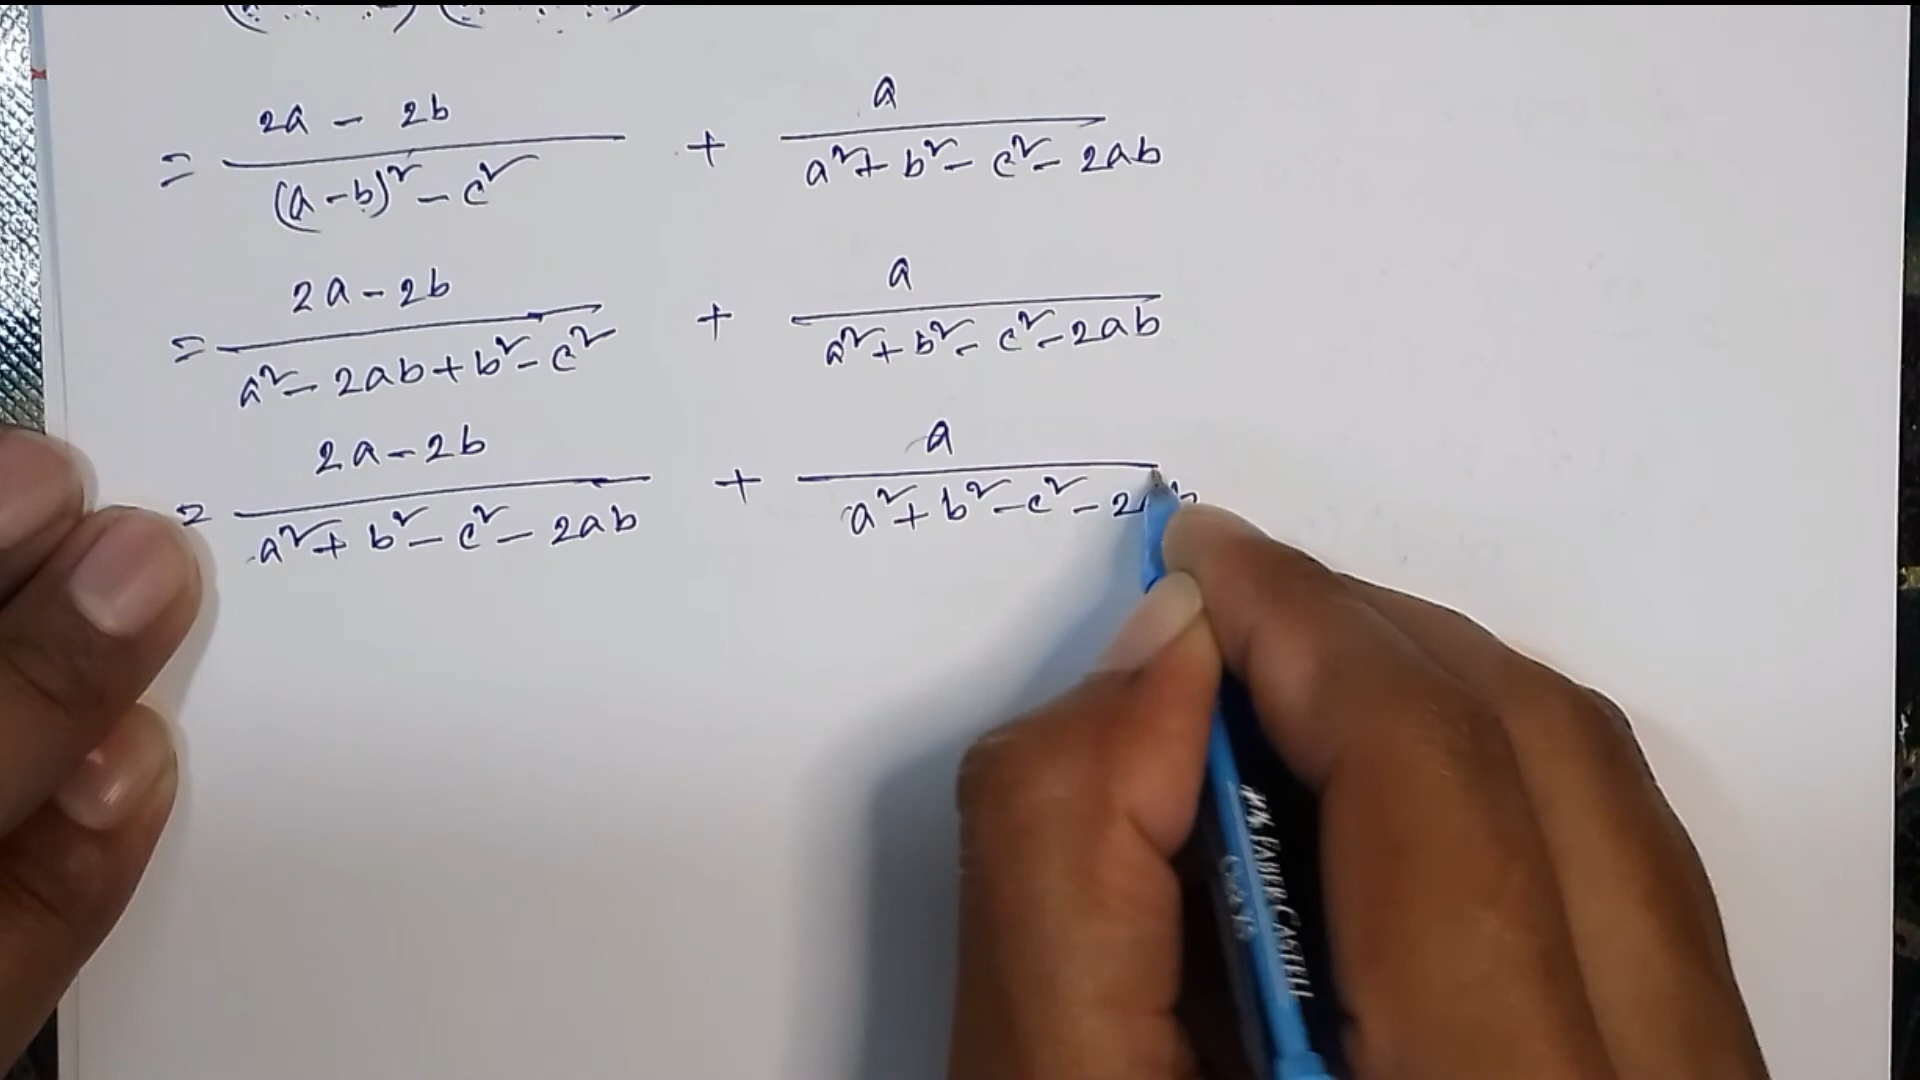 = (2a - 2b)/((a-b)² - c²) + a/(a² + b² - c² - 2ab)
= (2a - 2b)/(a² - 2ab + b² - c²) + a/(a² + b² - c² - 2ab)
= (2a - 2b)/(a² + b² - c² - 2ab) + a/(a² + b² - c² - 2ab)
FABER CASTELL